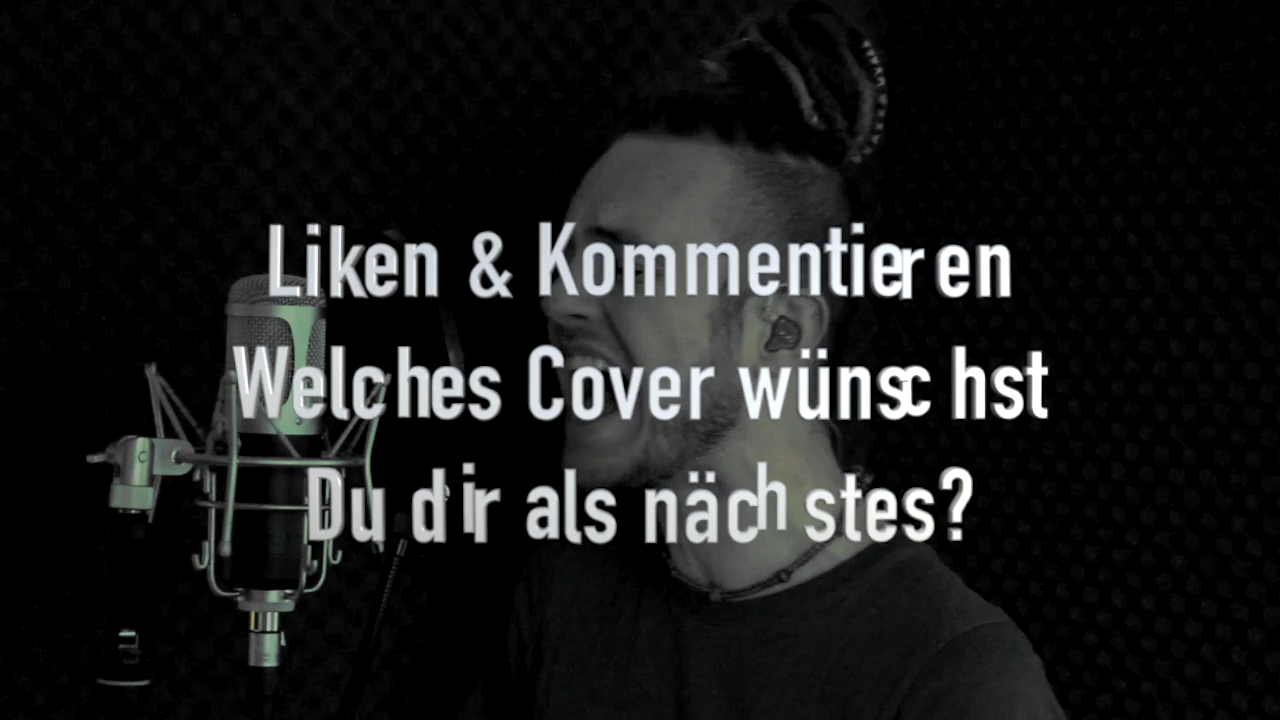 Liken & Kommentieren
Welches Cover wünschst
Du dir als nächstes?